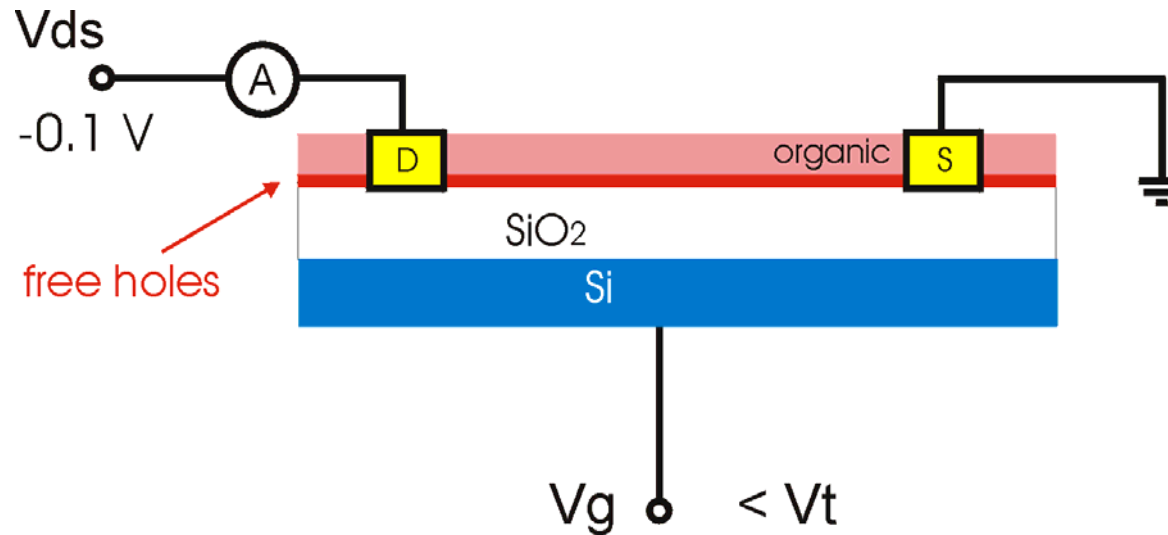 Vds
A
-0.1 V
D
organic
S
SiO2
free holes
Si
Vg
< Vt